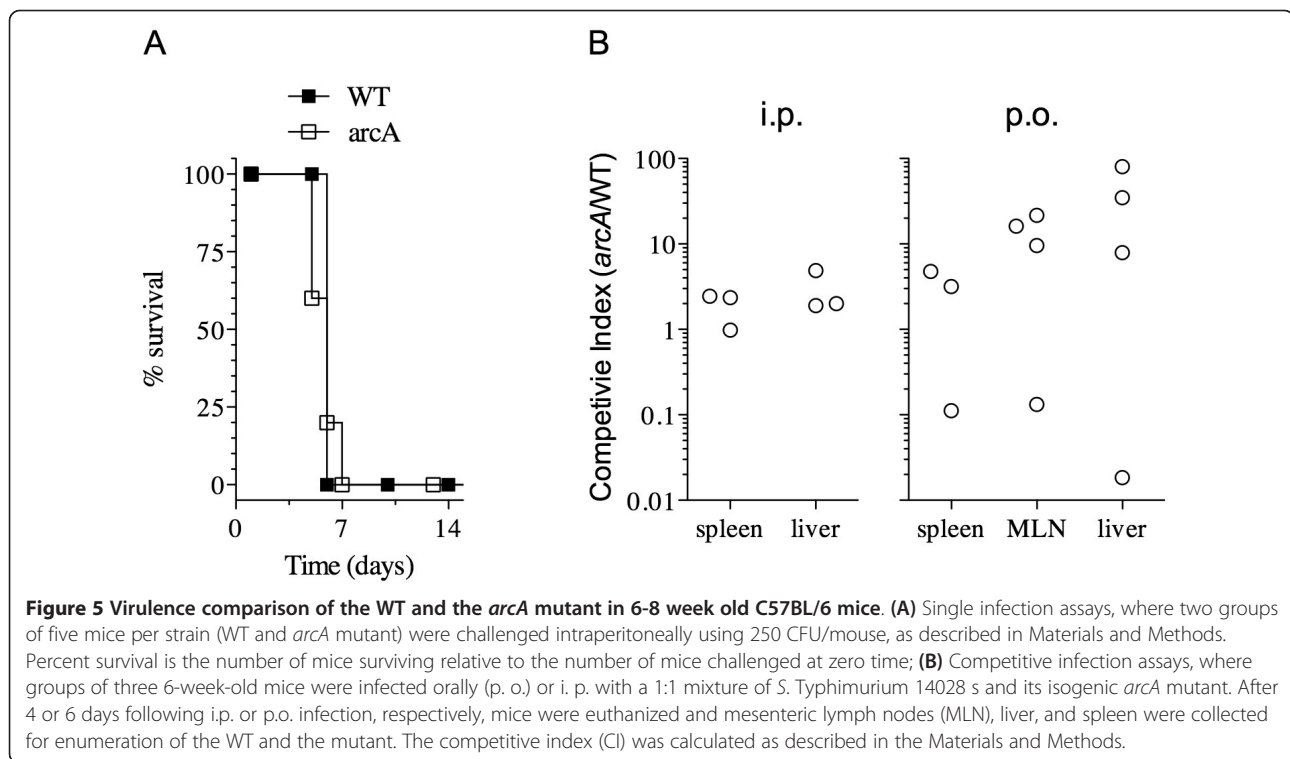 A
WT
arcA
% survival
100
75
50
25
0
0 7 14
Time (days)
B
i.p. p.o.
Competivie Index (arcA/WT)
100
10
1
0.1
0.01
spleen liver
spleen MLN liver
Figure 5 Virulence comparison of the WT and the arcA mutant in 6-8 week old C57BL/6 mice. (A) Single infection assays, where two groups
of five mice per strain (WT and arcA mutant) were challenged intraperitoneally using 250 CFU/mouse, as described in Materials and Methods.
Percent survival is the number of mice surviving relative to the number of mice challenged at zero time; (B) Competitive infection assays, where
groups of three 6-week-old mice were infected orally (p. o.) or i. p. with a 1:1 mixture of S. Typhimurium 14028 s and its isogenic arcA mutant. After
4 or 6 days following i.p. or p.o. infection, respectively, mice were euthanized and mesenteric lymph nodes (MLN), liver, and spleen were collected
for enumeration of the WT and the mutant. The competitive index (CI) was calculated as described in the Materials and Methods.